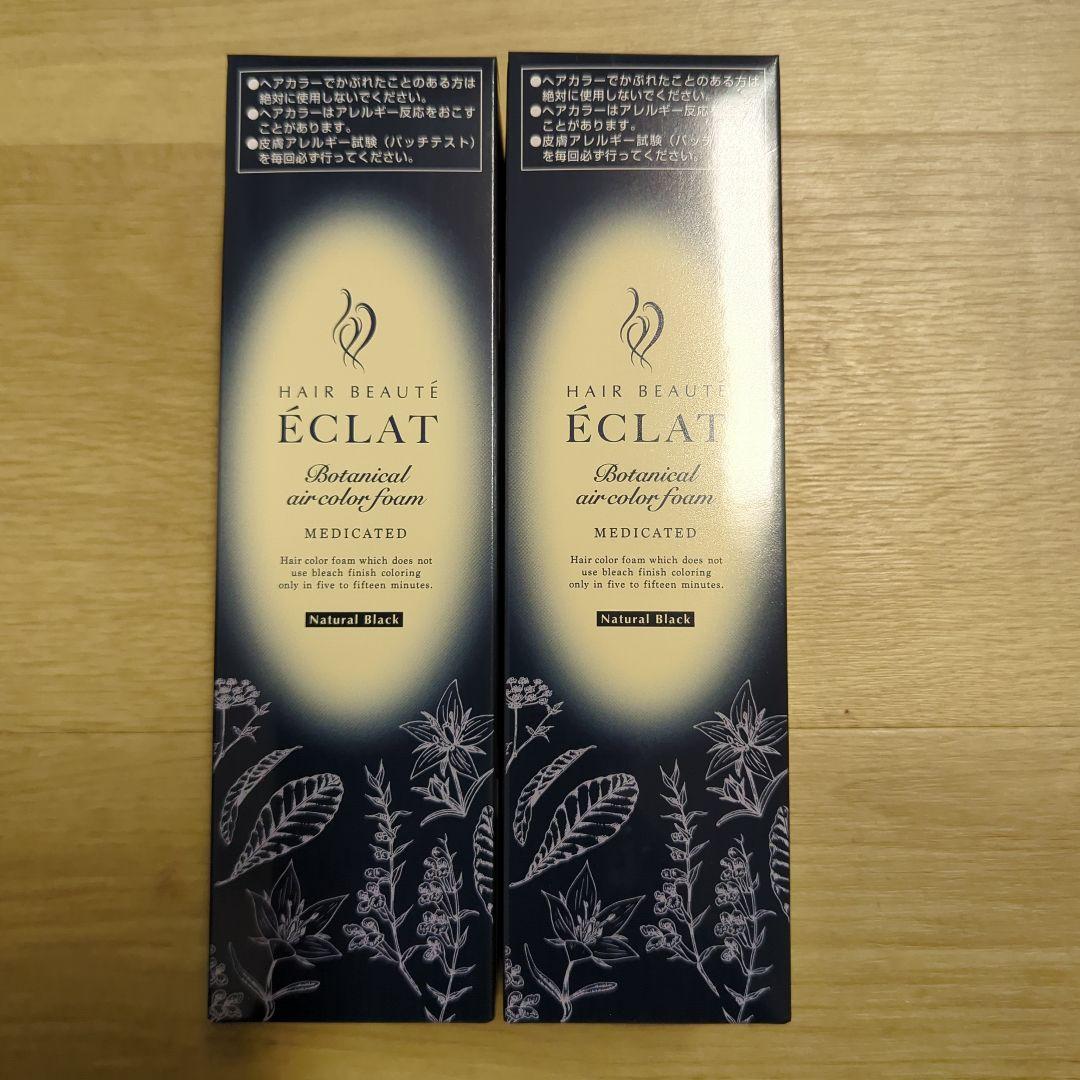 ●ヘアカラーでかぶれたことのある方は
絶対に使用しないでください。
●ヘアカラーはアレルギー反応をおこす
ことがあります。
●皮膚アレルギー試験(パッチテスト)
を毎回必ず行ってください。
HAIR BEAUTÉ
ÉCLAT
Botanical
air color foam
MEDICATED
Hair color foam which does not
use bleach finish coloring
only in five to fifteen minutes.
Natural Black
●ヘアカラーでかぶれたことのある方は
絶対に使用しないでください。
●ヘアカラーはアレルギー反応
ことがあります。
●皮膚アレルギー試験(パッ
を毎回必ず行ってください。
HAIR BEAUTÉ
ÉCLAT
Botanical
air color foam
MEDICATED
Hair color foam which does not
use bleach finish coloring
only in five to fifteen minutes.
Natural Black